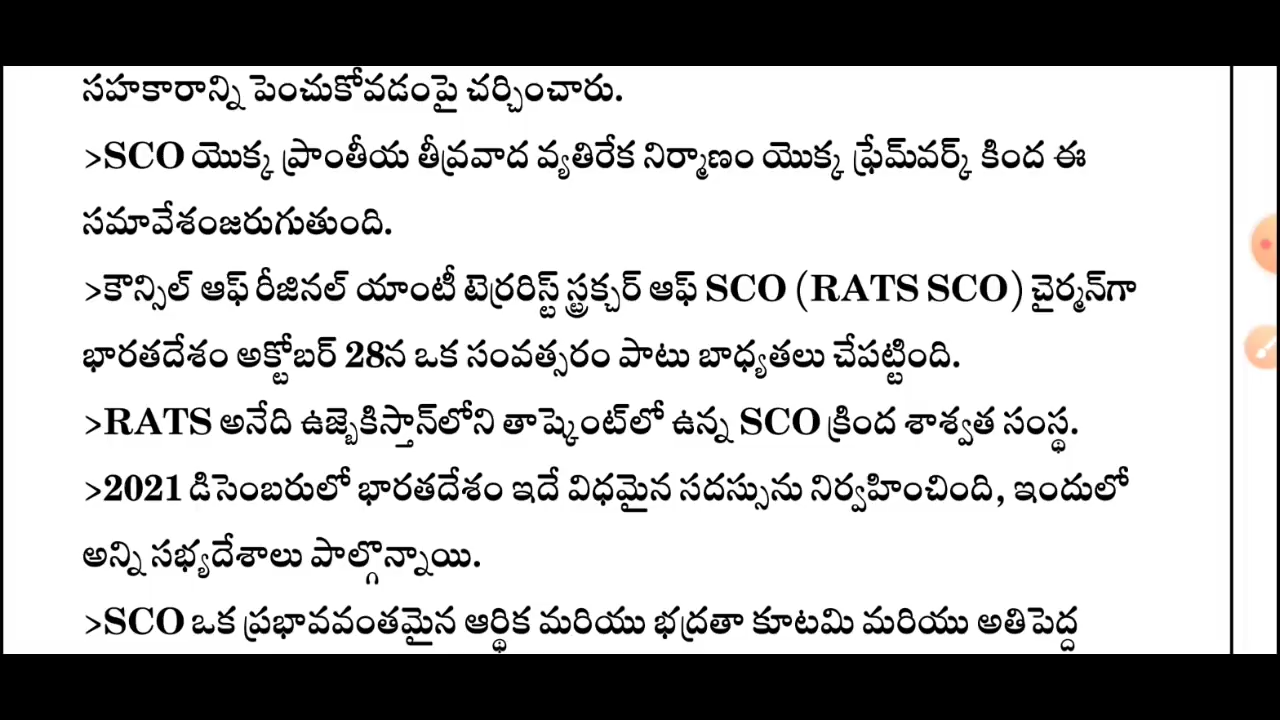 సహకారాన్ని పెంచుకోవడంపై చర్చించారు.
>SCO యొక్క ప్రాంతీయ తీవ్రవాద వ్యతిరేక నిర్మాణం యొక్క ఫ్రేమ్‌వర్క్ కింద ఈ
సమావేశంజరుగుతుంది.
>కౌన్సిల్ ఆఫ్ రీజినల్ యాంటీ టెర్రరిస్ట్ స్ట్రక్చర్ ఆఫ్ SCO (RATS SCO) చైర్మన్‌గా
భారతదేశం అక్టోబర్ 28న ఒక సంవత్సరం పాటు బాధ్యతలు చేపట్టింది.
>RATS అనేది ఉజ్బెకిస్తాన్‌లోని తాష్కెంట్‌లో ఉన్న SCO క్రింద శాశ్వత సంస్థ.
>2021 డిసెంబరులో భారతదేశం ఇదే విధమైన సదస్సును నిర్వహించింది, ఇందులో
అన్ని సభ్యదేశాలు పాల్గొన్నాయి.
>SCO ఒక ప్రభావవంతమైన ఆర్థిక మరియు భద్రతా కూటమి మరియు అతిపెద్ద